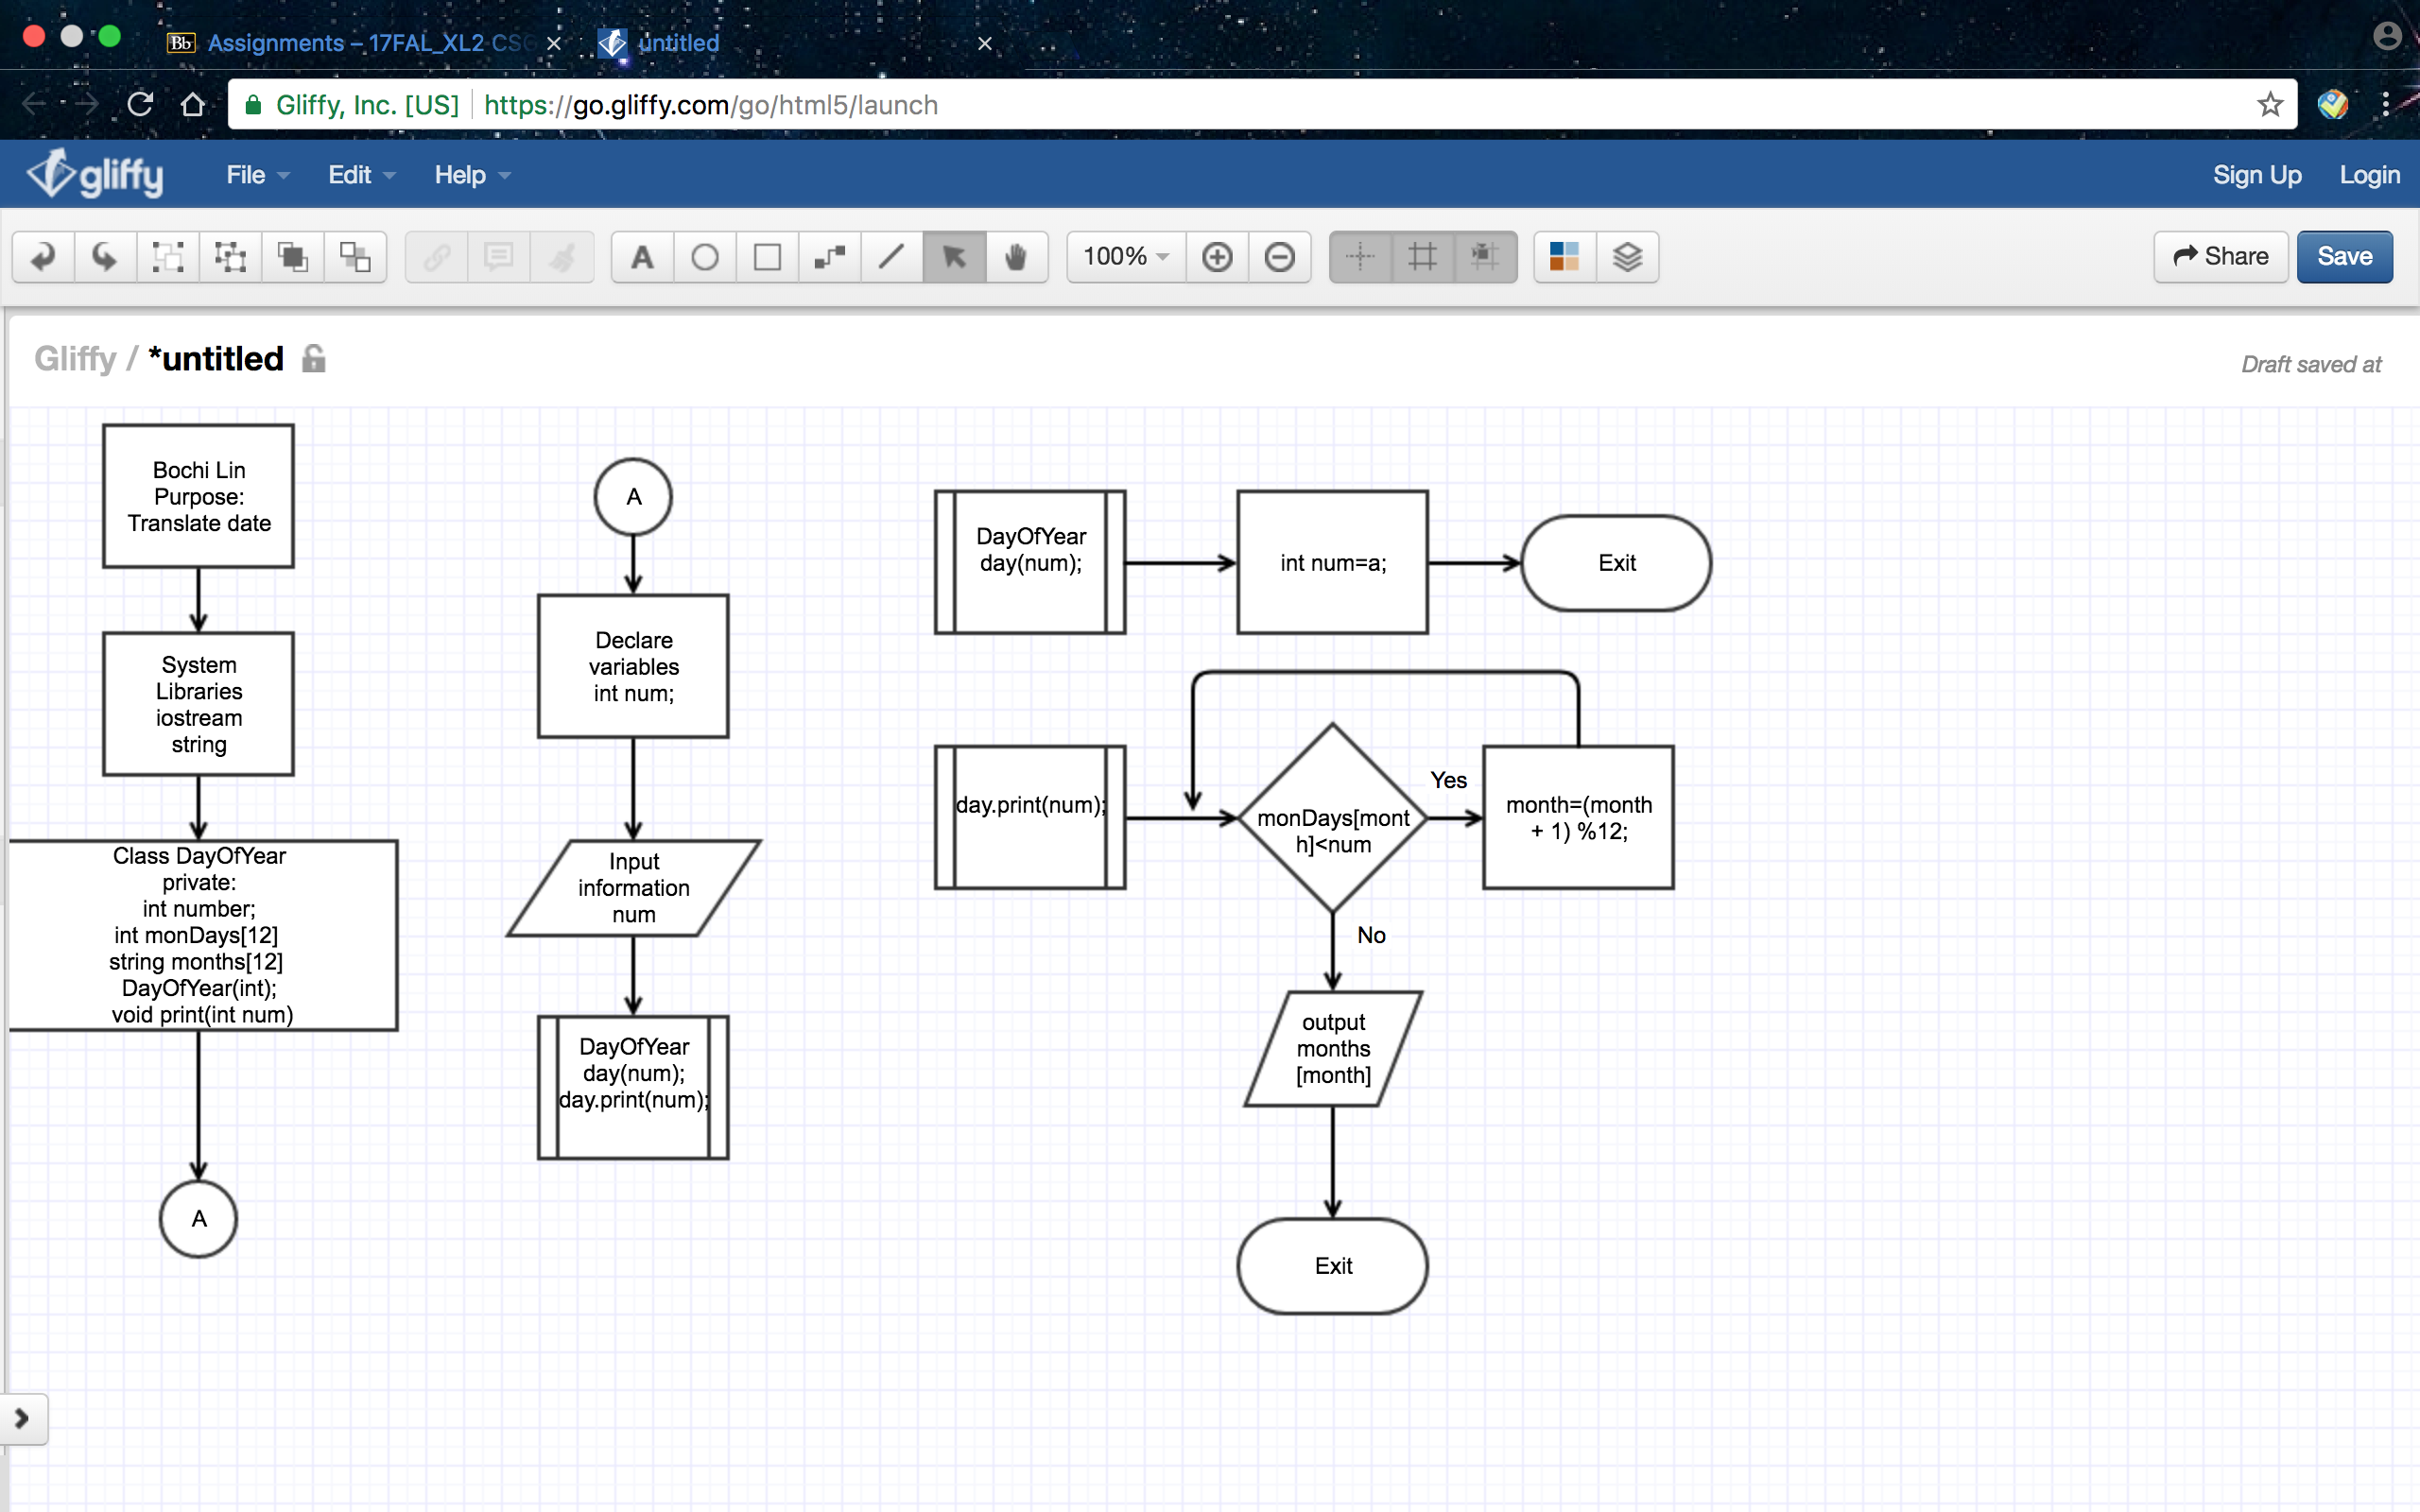 Bb Assignments – 17FAL_XL2 CS
untitled
Gliffy, Inc. [US]
https://go.gliffy.com/go/html5/launch
gliffy
File
Edit
Help
Sign Up
Login
A
100%
Share
Save
Gliffy / *untitled
Draft saved at
Bochi Lin
Purpose:
Translate date
System
Libraries
iostream
string
Class DayOfYear
private:
int number;
int monDays[12]
string months[12]
DayOfYear(int);
void print(int num)
A
A
Declare
variables
int num;
Input
information
num
DayOfYear
day(num);
day.print(num);
DayOfYear
day(num);
int num=a;
Exit
day.print(num);
monDays[mont
h]<num
Yes
month=(month
+ 1) %12;
No
output
months
[month]
Exit